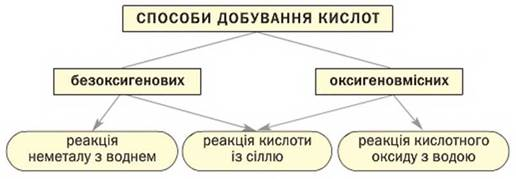 СПОСОБИ ДОБУВАННЯ КИСЛОТ
безоксигенових
оксигеновмісних
реакція
неметалу з воднем
реакція кислоти
із сіллю
реакція кислотного
оксиду з водою